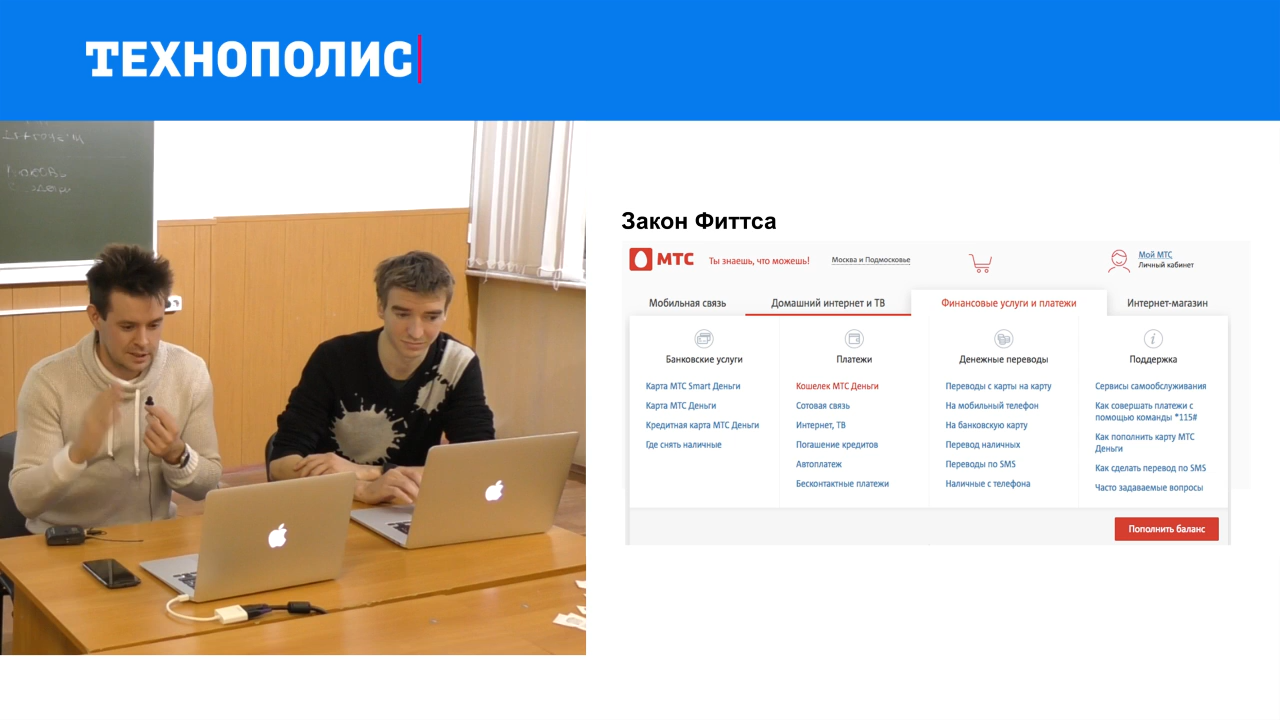 ТЕХНОПОЛИС
Закон Фиттса
МТС
Ты знаешь, что можешь!
Москва и Подмосковье
Мой МТС
Личный кабинет
Мобильная связь
Домашний интернет и ТВ
Финансовые услуги и платежи
Интернет-магазин
Банковские услуги
Карта МТС Smart Деньги
Карта МТС Деньги
Кредитная карта МТС Деньги
Где снять наличные
Платежи
Кошелек МТС Деньги
Сотовая связь
Интернет, ТВ
Погашение кредитов
Автоплатеж
Бесконтактные платежи
Денежные переводы
Переводы с карты на карту
На мобильный телефон
На банковскую карту
Перевод наличных
Переводы по SMS
Наличные с телефона
Поддержка
Сервисы самообслуживания
Как совершать платежи с
помощью команды *115#
Как пополнить карту МТС
Деньги
Как сделать перевод по SMS
Часто задаваемые вопросы
Пополнить баланс